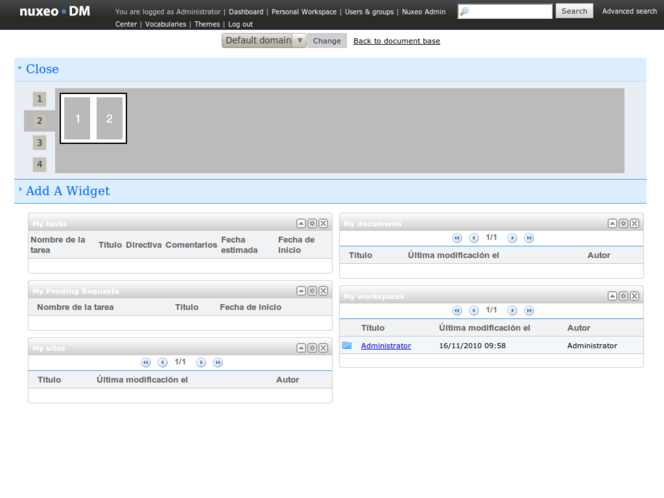 nuxeo DM
You are logged as Administrator | Dashboard | Personal Workspace | Users & groups | Nuxeo Admin
Center | Vocabularies | Themes | Log out
Search
Advanced search
Default domain
Change
Back to document base
Close
1
2
3
4
1 2
Add A Widget
My tasks
Nombre de la tarea
Título
Directiva
Comentarios
Fecha estimada
Fecha de inicio
My Pending Requests
Nombre de la tarea
Título
Fecha de inicio
My sites
1/1
Título
Última modificación el
Autor
My documents
1/1
Título
Última modificación el
Autor
My workspaces
1/1
Título
Última modificación el
Autor
Administrator
16/11/2010 09:58
Administrator